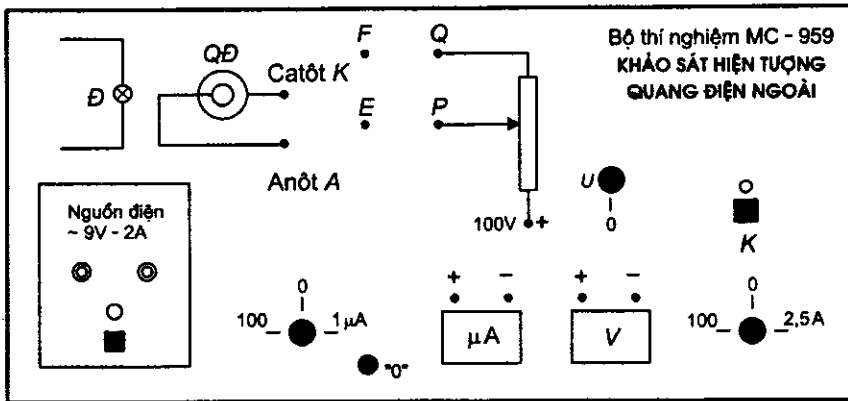 F
Q
Bộ thí nghiệm MC - 959
KHẢO SÁT HIỆN TƯỢNG
QUANG ĐIỆN NGOÀI
QĐ
Catôt K
Đ
E
P
Anôt A
U
0
100V +
K
Nguồn điện
~ 9V - 2A
0
100 1 μA
"0"
+ -
μA
+ -
V
0
100 2,5A